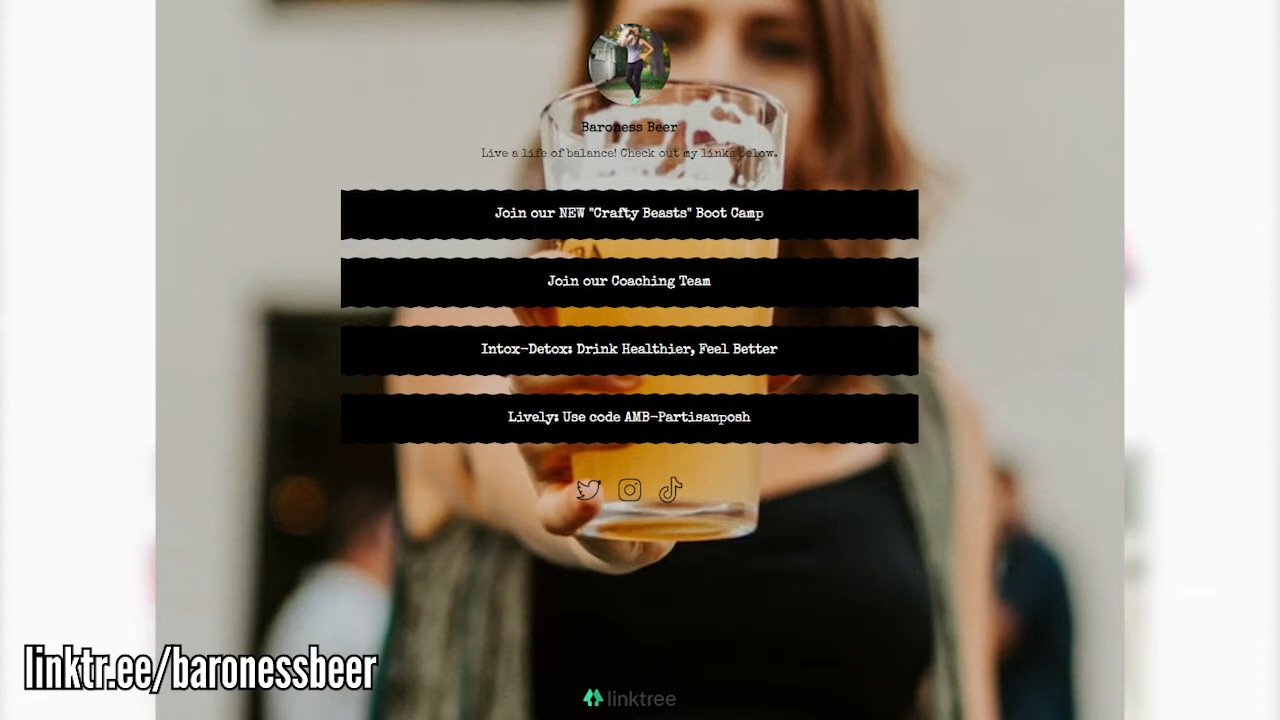 Baroness Beer
Live a life of balance! Check out my links below.
Join our NEW "Crafty Beasts" Boot Camp
Join our Coaching Team
Intox-Detox: Drink Healthier, Feel Better
Lively: Use code AMB-Partisanposh
linktr.ee/baronessbeer
linktree